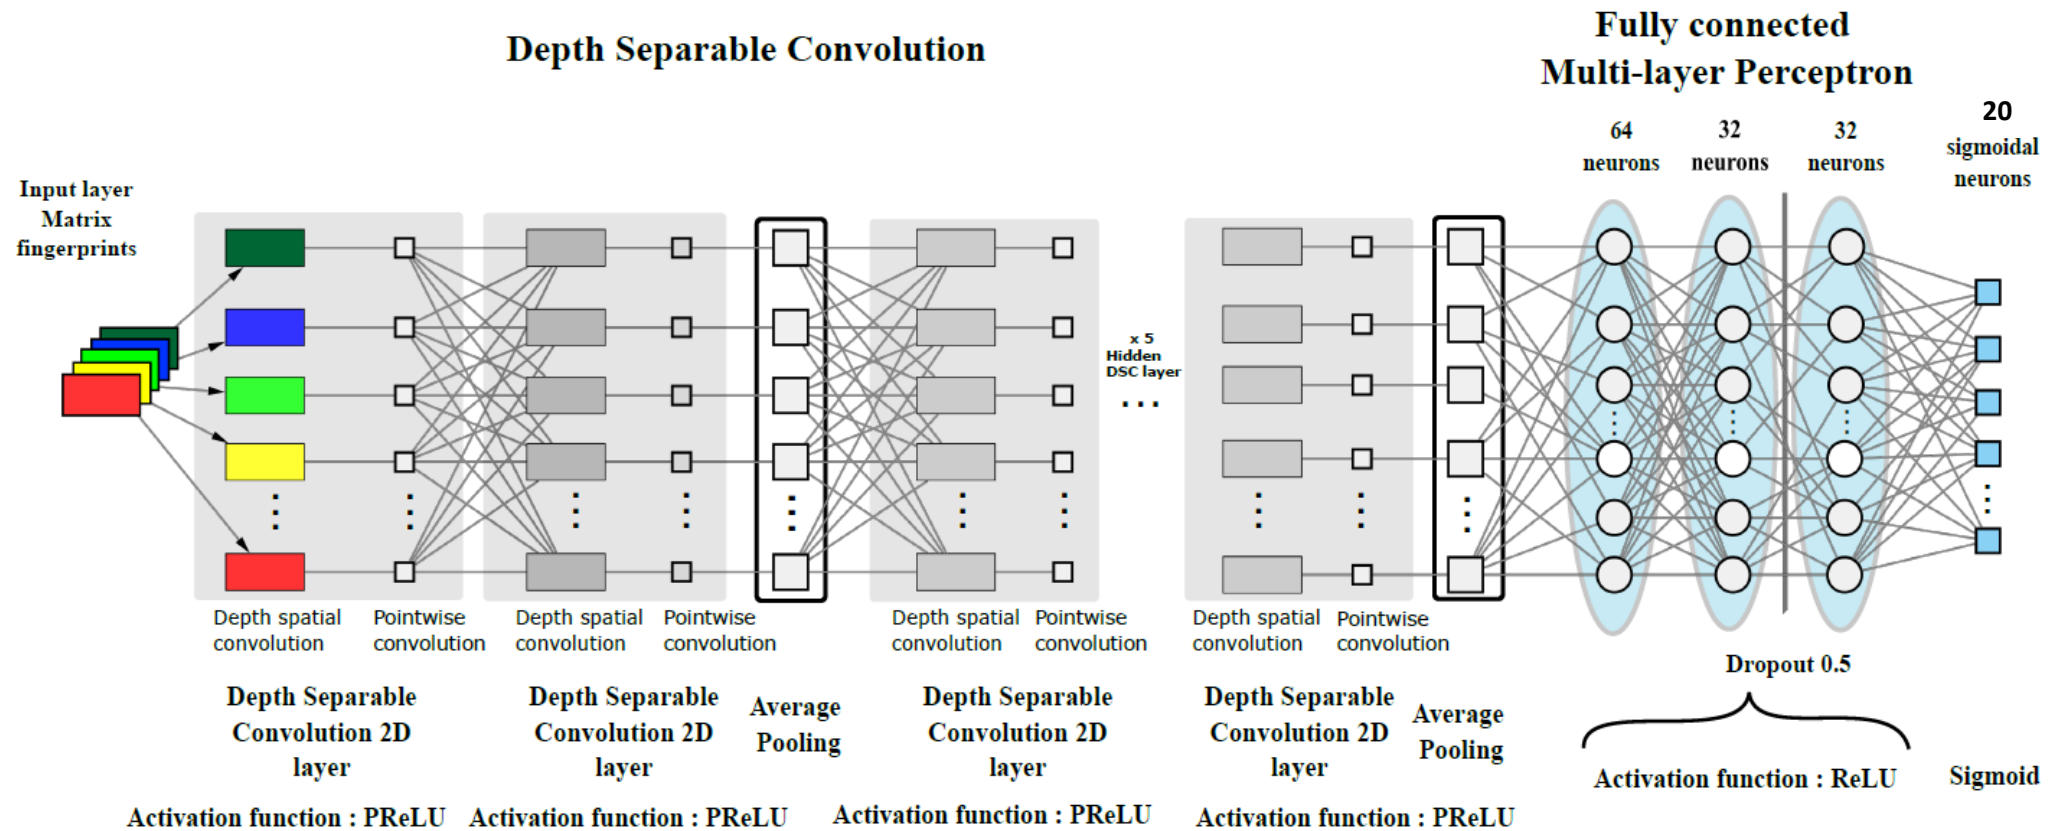 Depth Separable Convolution
Fully connected
Multi-layer Perceptron
Input layer
Matrix
fingerprints
64
neurons
32
neurons
32
neurons
20
sigmoidal
neurons
x 5
Hidden
DSC layer
...
Depth spatial
convolution
Pointwise
convolution
Depth spatial
convolution
Pointwise
convolution
Depth spatial
convolution
Pointwise
convolution
Depth spatial
convolution
Pointwise
convolution
Depth Separable
Convolution 2D
layer
Activation function : PReLU
Depth Separable
Convolution 2D
layer
Activation function : PReLU
Average
Pooling
Depth Separable
Convolution 2D
layer
Activation function : PReLU
Depth Separable
Convolution 2D
layer
Activation function : PReLU
Average
Pooling
Dropout 0.5
Activation function : ReLU
Sigmoid